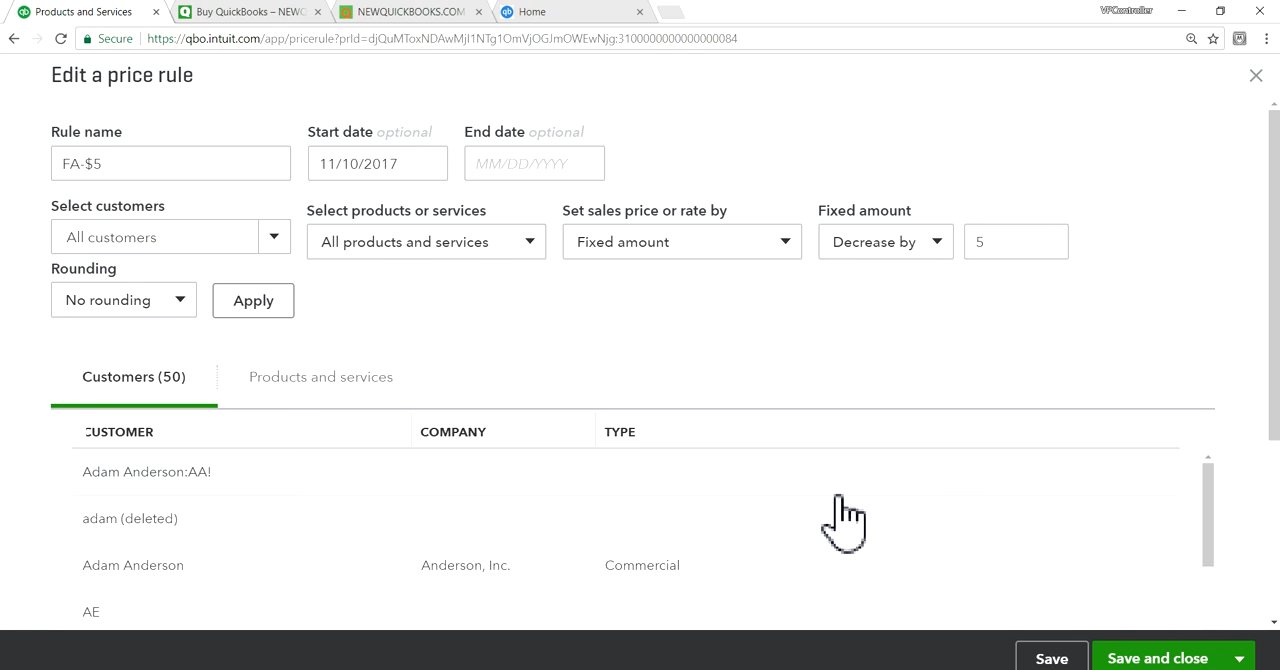 Products and Services
Buy QuickBooks – NEWQ
NEWQUICKBOOKS.COM
Home
VPController
Secure
https://qbo.intuit.com/app/pricerule?prId=djQuMToxNDAwMjI1NTg1OmVjOGJmOWEwNjg:3100000000000000084
Edit a price rule
Rule name
Start date optional
End date optional
FA-$5
11/10/2017
MM/DD/YYYY
Select customers
Select products or services
Set sales price or rate by
Fixed amount
All customers
All products and services
Fixed amount
Decrease by
5
Rounding
No rounding
Apply
Customers (50)
Products and services
CUSTOMER
COMPANY
TYPE
Adam Anderson:AA!
adam (deleted)
Adam Anderson
Anderson, Inc.
Commercial
AE
Save
Save and close